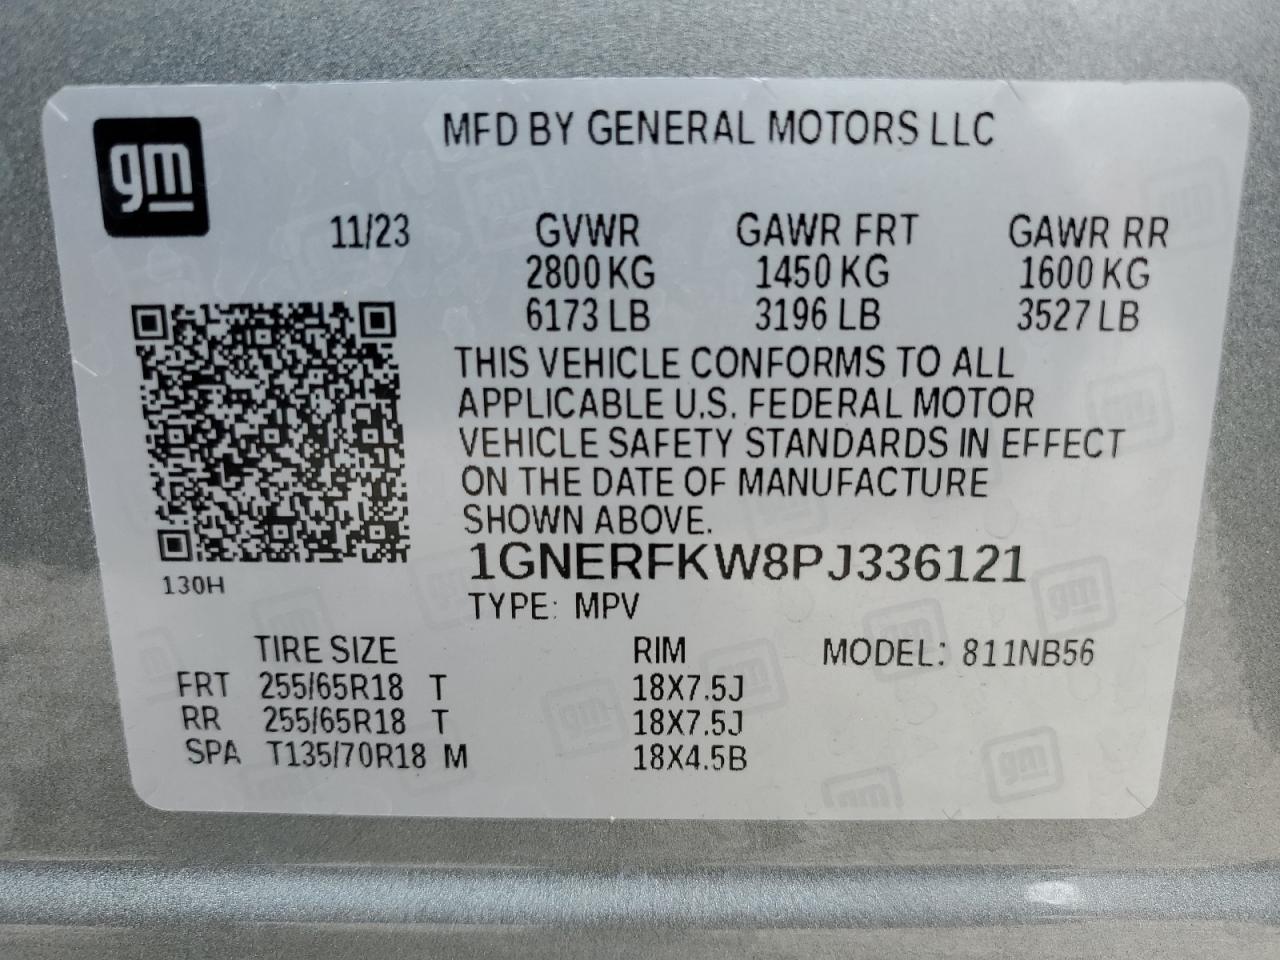 gm
MFD BY GENERAL MOTORS LLC
11/23 GVWR GAWR FRT GAWR RR
2800 KG 1450 KG 1600 KG
6173 LB 3196 LB 3527 LB
THIS VEHICLE CONFORMS TO ALL
APPLICABLE U.S. FEDERAL MOTOR
VEHICLE SAFETY STANDARDS IN EFFECT
ON THE DATE OF MANUFACTURE
SHOWN ABOVE.
1GNERFKW8PJ336121
130H
TYPE: MPV
TIRE SIZE RIM MODEL: 811NB56
FRT 255/65R18 T 18X7.5J
RR 255/65R18 T 18X7.5J
SPA T135/70R18 M 18X4.5B